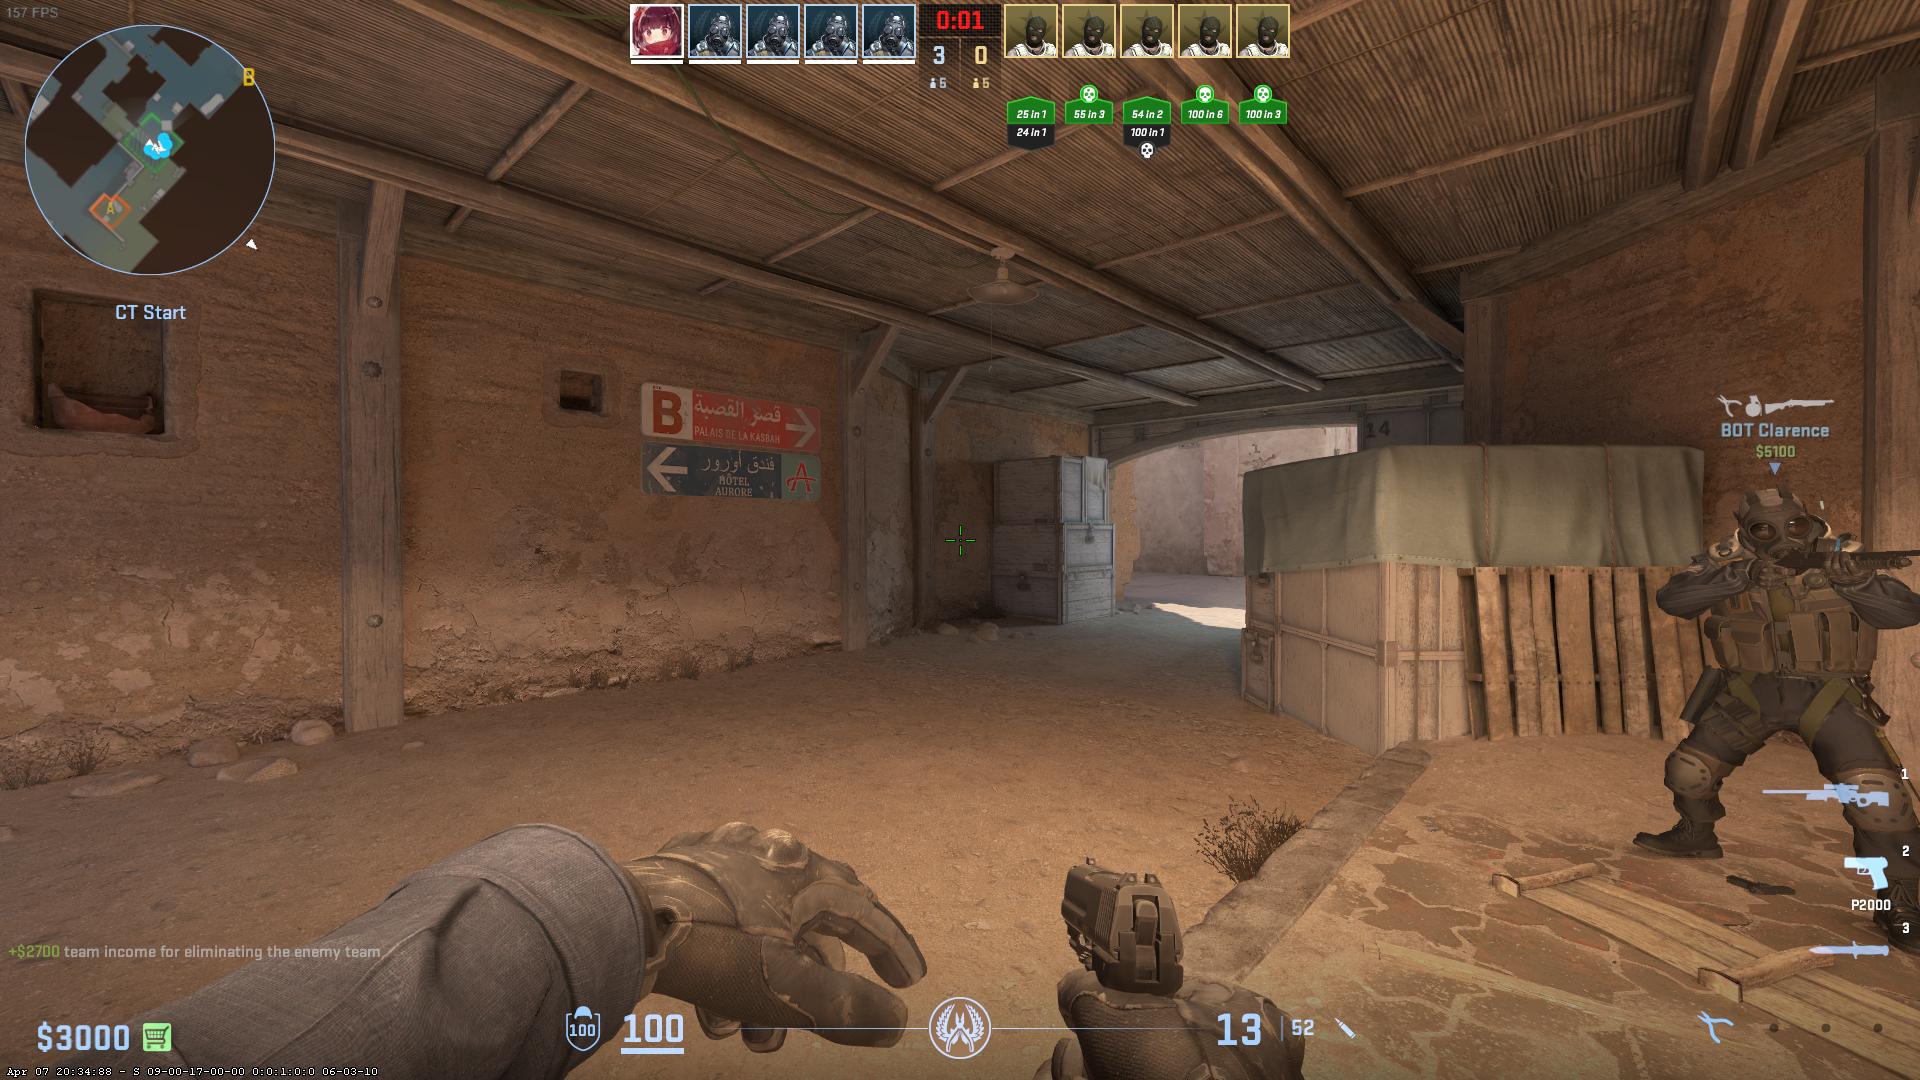 157 FPS
0:01
3 0
5 5
25 in 1
55 in 3
54 in 2
100 in 6
100 in 3
24 in 1
100 in 1
B
A
CT Start
B قصر القصبة
PALAIS DE LA KASBAH
فندق أورور A
HÔTEL
AURORE
14
BOT Clarence
$5100
1
2
P2000
3
+$2700 team income for eliminating the enemy team
$3000
100
100
13 52
Apr 07 20:34:88 - S 09-00-17-00-00 0:0:1:0:0 06-03-10